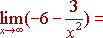 lim(-6 - 3/x²) =
x→∞